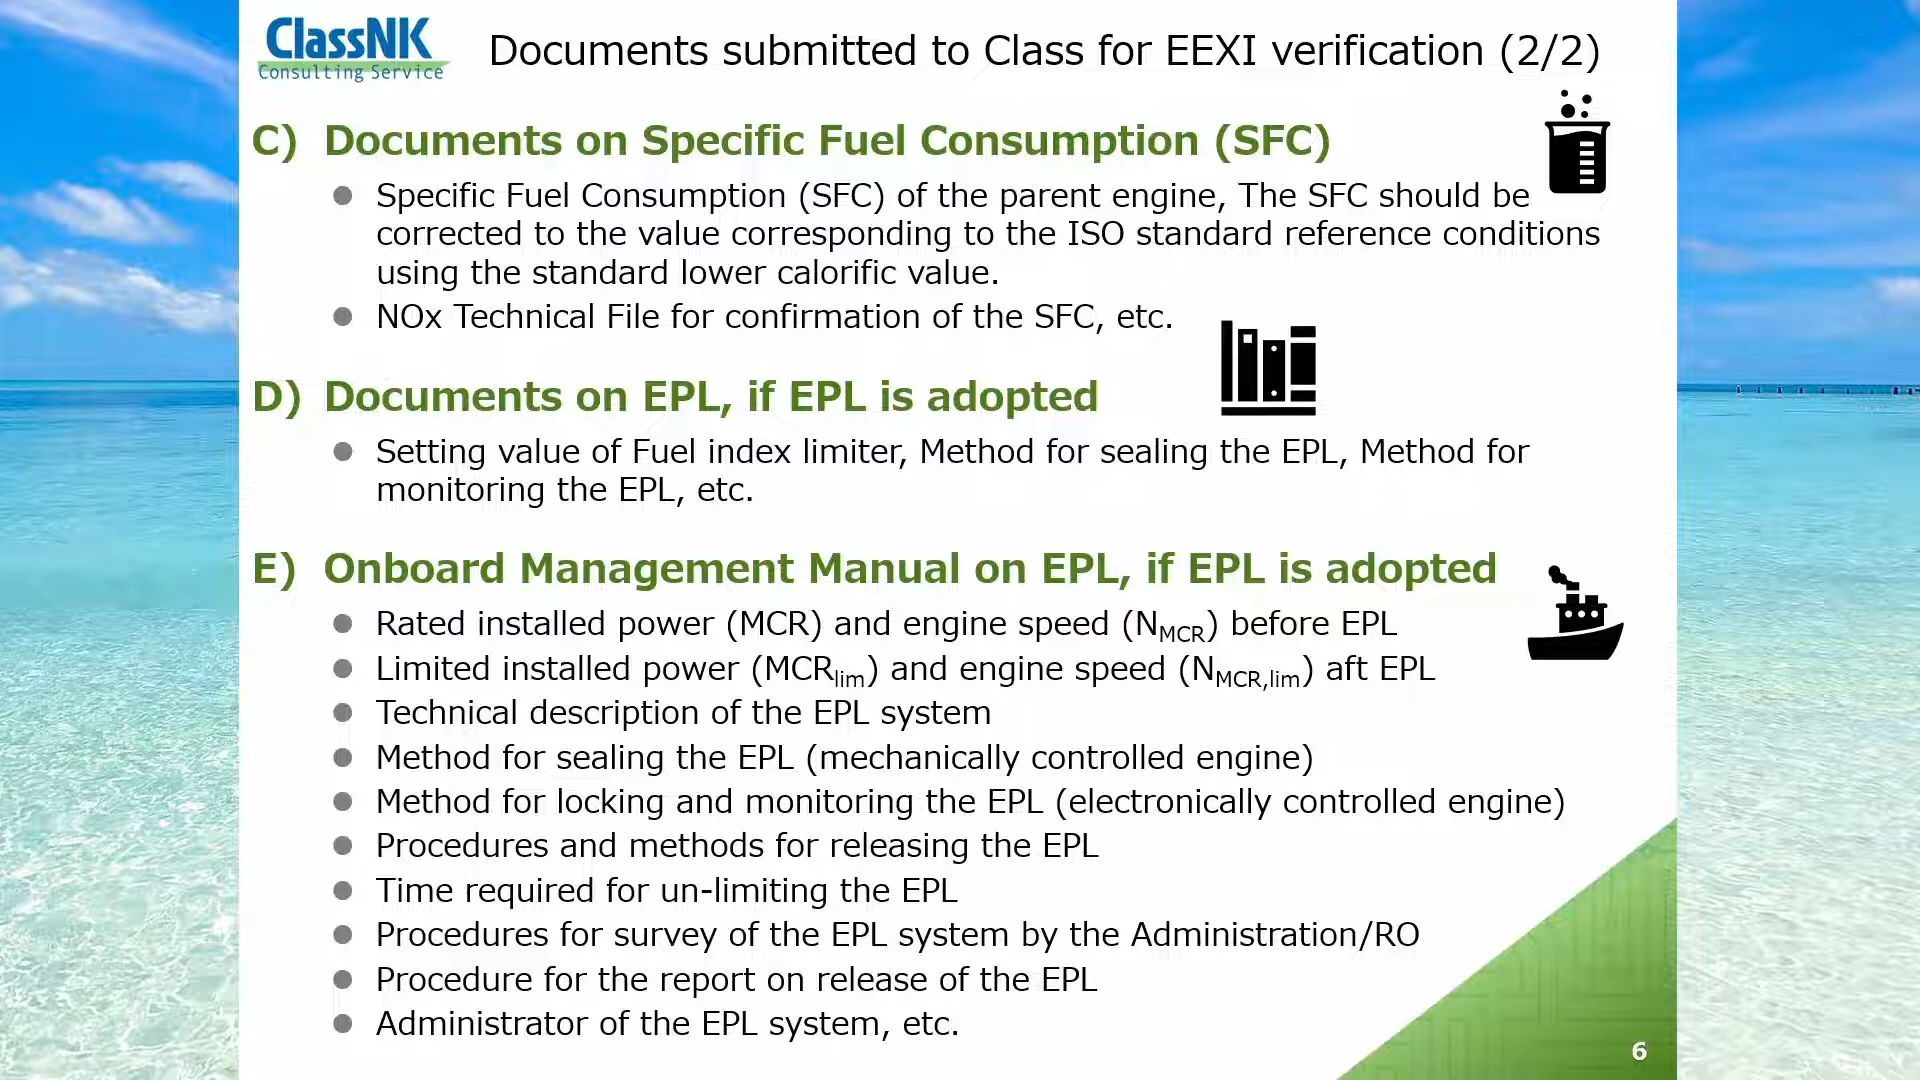 ClassNK
Consulting Service
Documents submitted to Class for EEXI verification (2/2)
C) Documents on Specific Fuel Consumption (SFC)
● Specific Fuel Consumption (SFC) of the parent engine, The SFC should be
corrected to the value corresponding to the ISO standard reference conditions
using the standard lower calorific value.
● NOx Technical File for confirmation of the SFC, etc.
D) Documents on EPL, if EPL is adopted
● Setting value of Fuel index limiter, Method for sealing the EPL, Method for
monitoring the EPL, etc.
E) Onboard Management Manual on EPL, if EPL is adopted
● Rated installed power (MCR) and engine speed (NMCR) before EPL
● Limited installed power (MCRlim) and engine speed (NMCR,lim) aft EPL
● Technical description of the EPL system
● Method for sealing the EPL (mechanically controlled engine)
● Method for locking and monitoring the EPL (electronically controlled engine)
● Procedures and methods for releasing the EPL
● Time required for un-limiting the EPL
● Procedures for survey of the EPL system by the Administration/RO
● Procedure for the report on release of the EPL
● Administrator of the EPL system, etc.
6